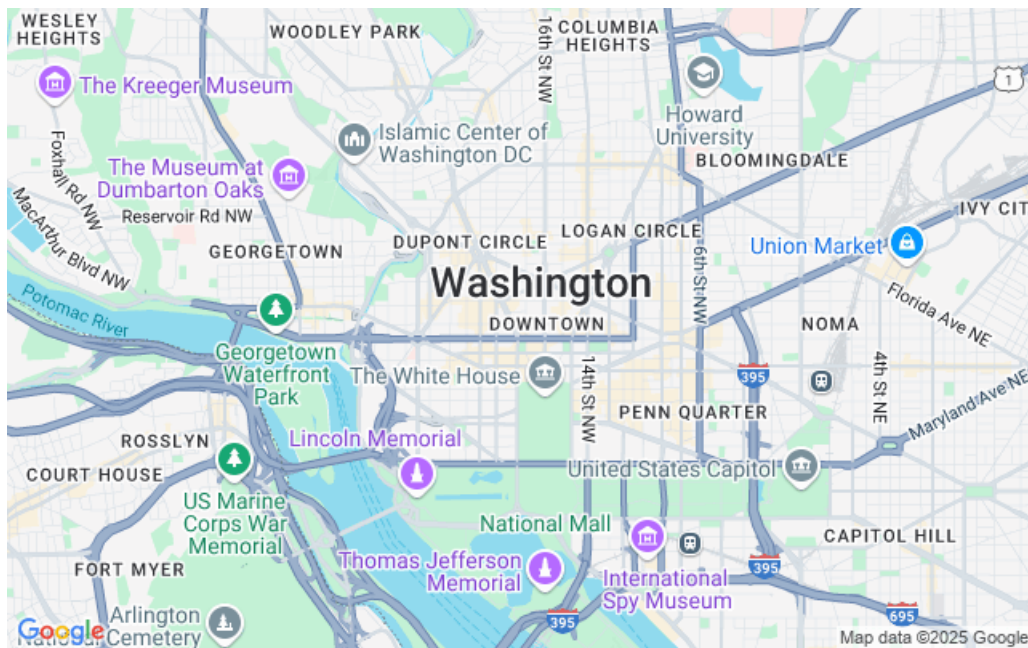 WESLEY
HEIGHTS
WOODLEY PARK
16th St NW
COLUMBIA
HEIGHTS
1
The Kreeger Museum
Howard
University
Islamic Center of
Washington DC
BLOOMINGDALE
Foxhall Rd NW
The Museum at
Dumbarton Oaks
MacArthur Blvd NW
Reservoir Rd NW
IVY CIT
GEORGETOWN
DUPONT CIRCLE
LOGAN CIRCLE
6th St NW
Union Market
Washington
Potomac River
Florida Ave NE
DOWNTOWN
NOMA
Georgetown
Waterfront
Park
The White House
14th St NW
395
4th St NE
Maryland Ave NE
PENN QUARTER
ROSSLYN
Lincoln Memorial
COURT HOUSE
United States Capitol
US Marine
Corps War
Memorial
National Mall
CAPITOL HILL
FORT MYER
Thomas Jefferson
Memorial
International
Spy Museum
395
395
695
Arlington
National Cemetery
Google
Map data ©2025 Google